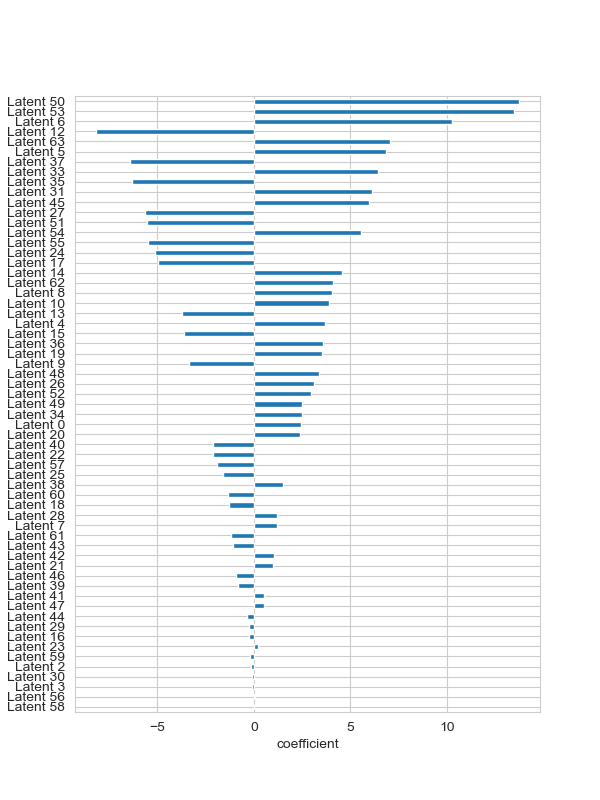 Latent 50
Latent 53
Latent 6
Latent 12
Latent 63
Latent 5
Latent 37
Latent 33
Latent 35
Latent 31
Latent 45
Latent 27
Latent 51
Latent 54
Latent 55
Latent 24
Latent 17
Latent 14
Latent 62
Latent 8
Latent 10
Latent 13
Latent 4
Latent 15
Latent 36
Latent 19
Latent 9
Latent 48
Latent 26
Latent 52
Latent 49
Latent 34
Latent 0
Latent 20
Latent 40
Latent 22
Latent 57
Latent 25
Latent 38
Latent 60
Latent 18
Latent 28
Latent 7
Latent 61
Latent 43
Latent 42
Latent 21
Latent 46
Latent 39
Latent 41
Latent 47
Latent 44
Latent 29
Latent 16
Latent 23
Latent 59
Latent 2
Latent 30
Latent 3
Latent 56
Latent 58
−5 0 5 10
coefficient